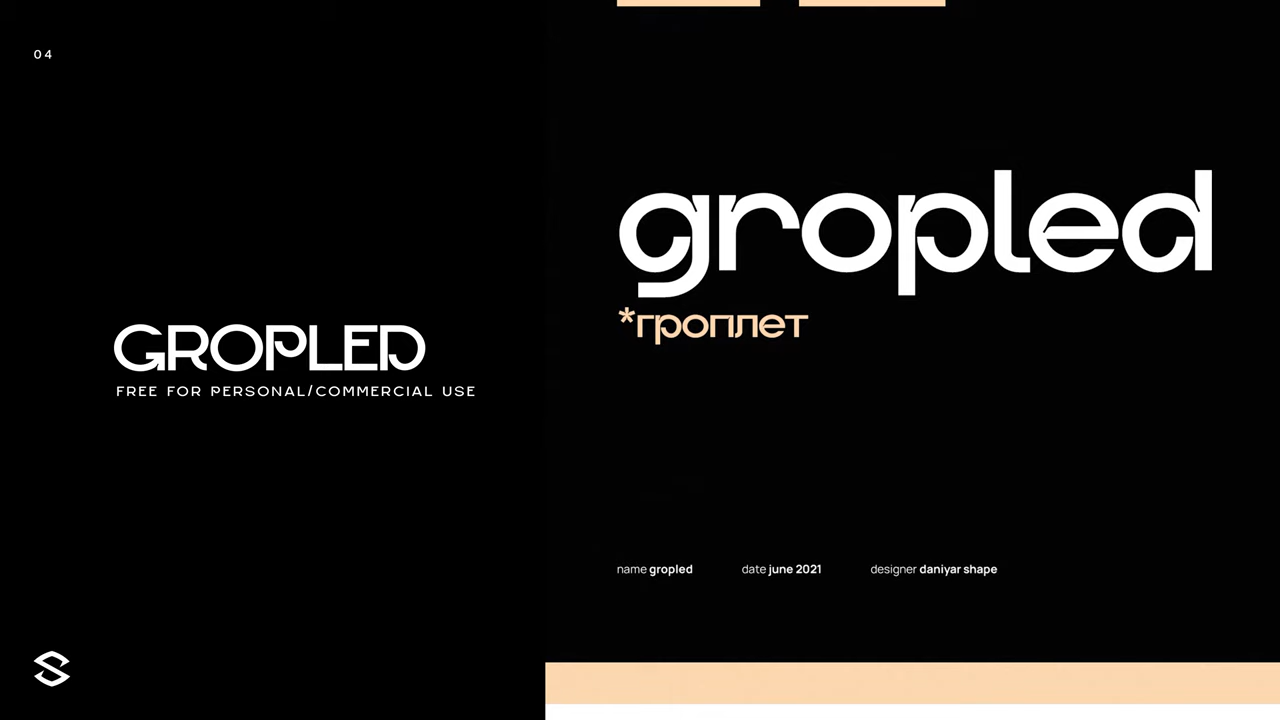 04
GROPLED
FREE FOR PERSONAL/COMMERCIAL USE
gropled
*гроплет
name gropled date june 2021 designer daniyar shape